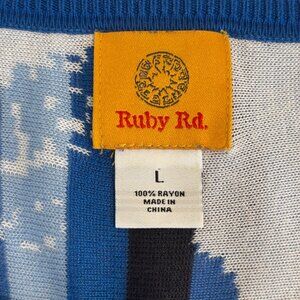 Ruby Rd.
L
100% RAYON
MADE IN
CHINA